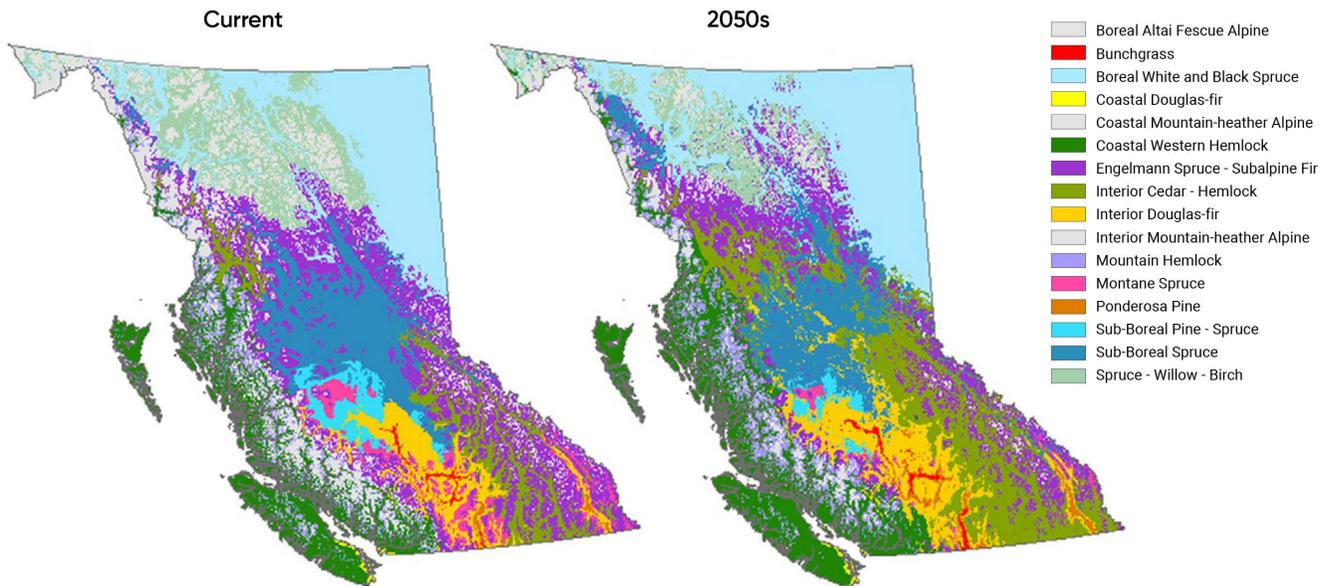 Current
2050s
Boreal Altai Fescue Alpine
Bunchgrass
Boreal White and Black Spruce
Coastal Douglas-fir
Coastal Mountain-heather Alpine
Coastal Western Hemlock
Engelmann Spruce - Subalpine Fir
Interior Cedar - Hemlock
Interior Douglas-fir
Interior Mountain-heather Alpine
Mountain Hemlock
Montane Spruce
Ponderosa Pine
Sub-Boreal Pine - Spruce
Sub-Boreal Spruce
Spruce - Willow - Birch